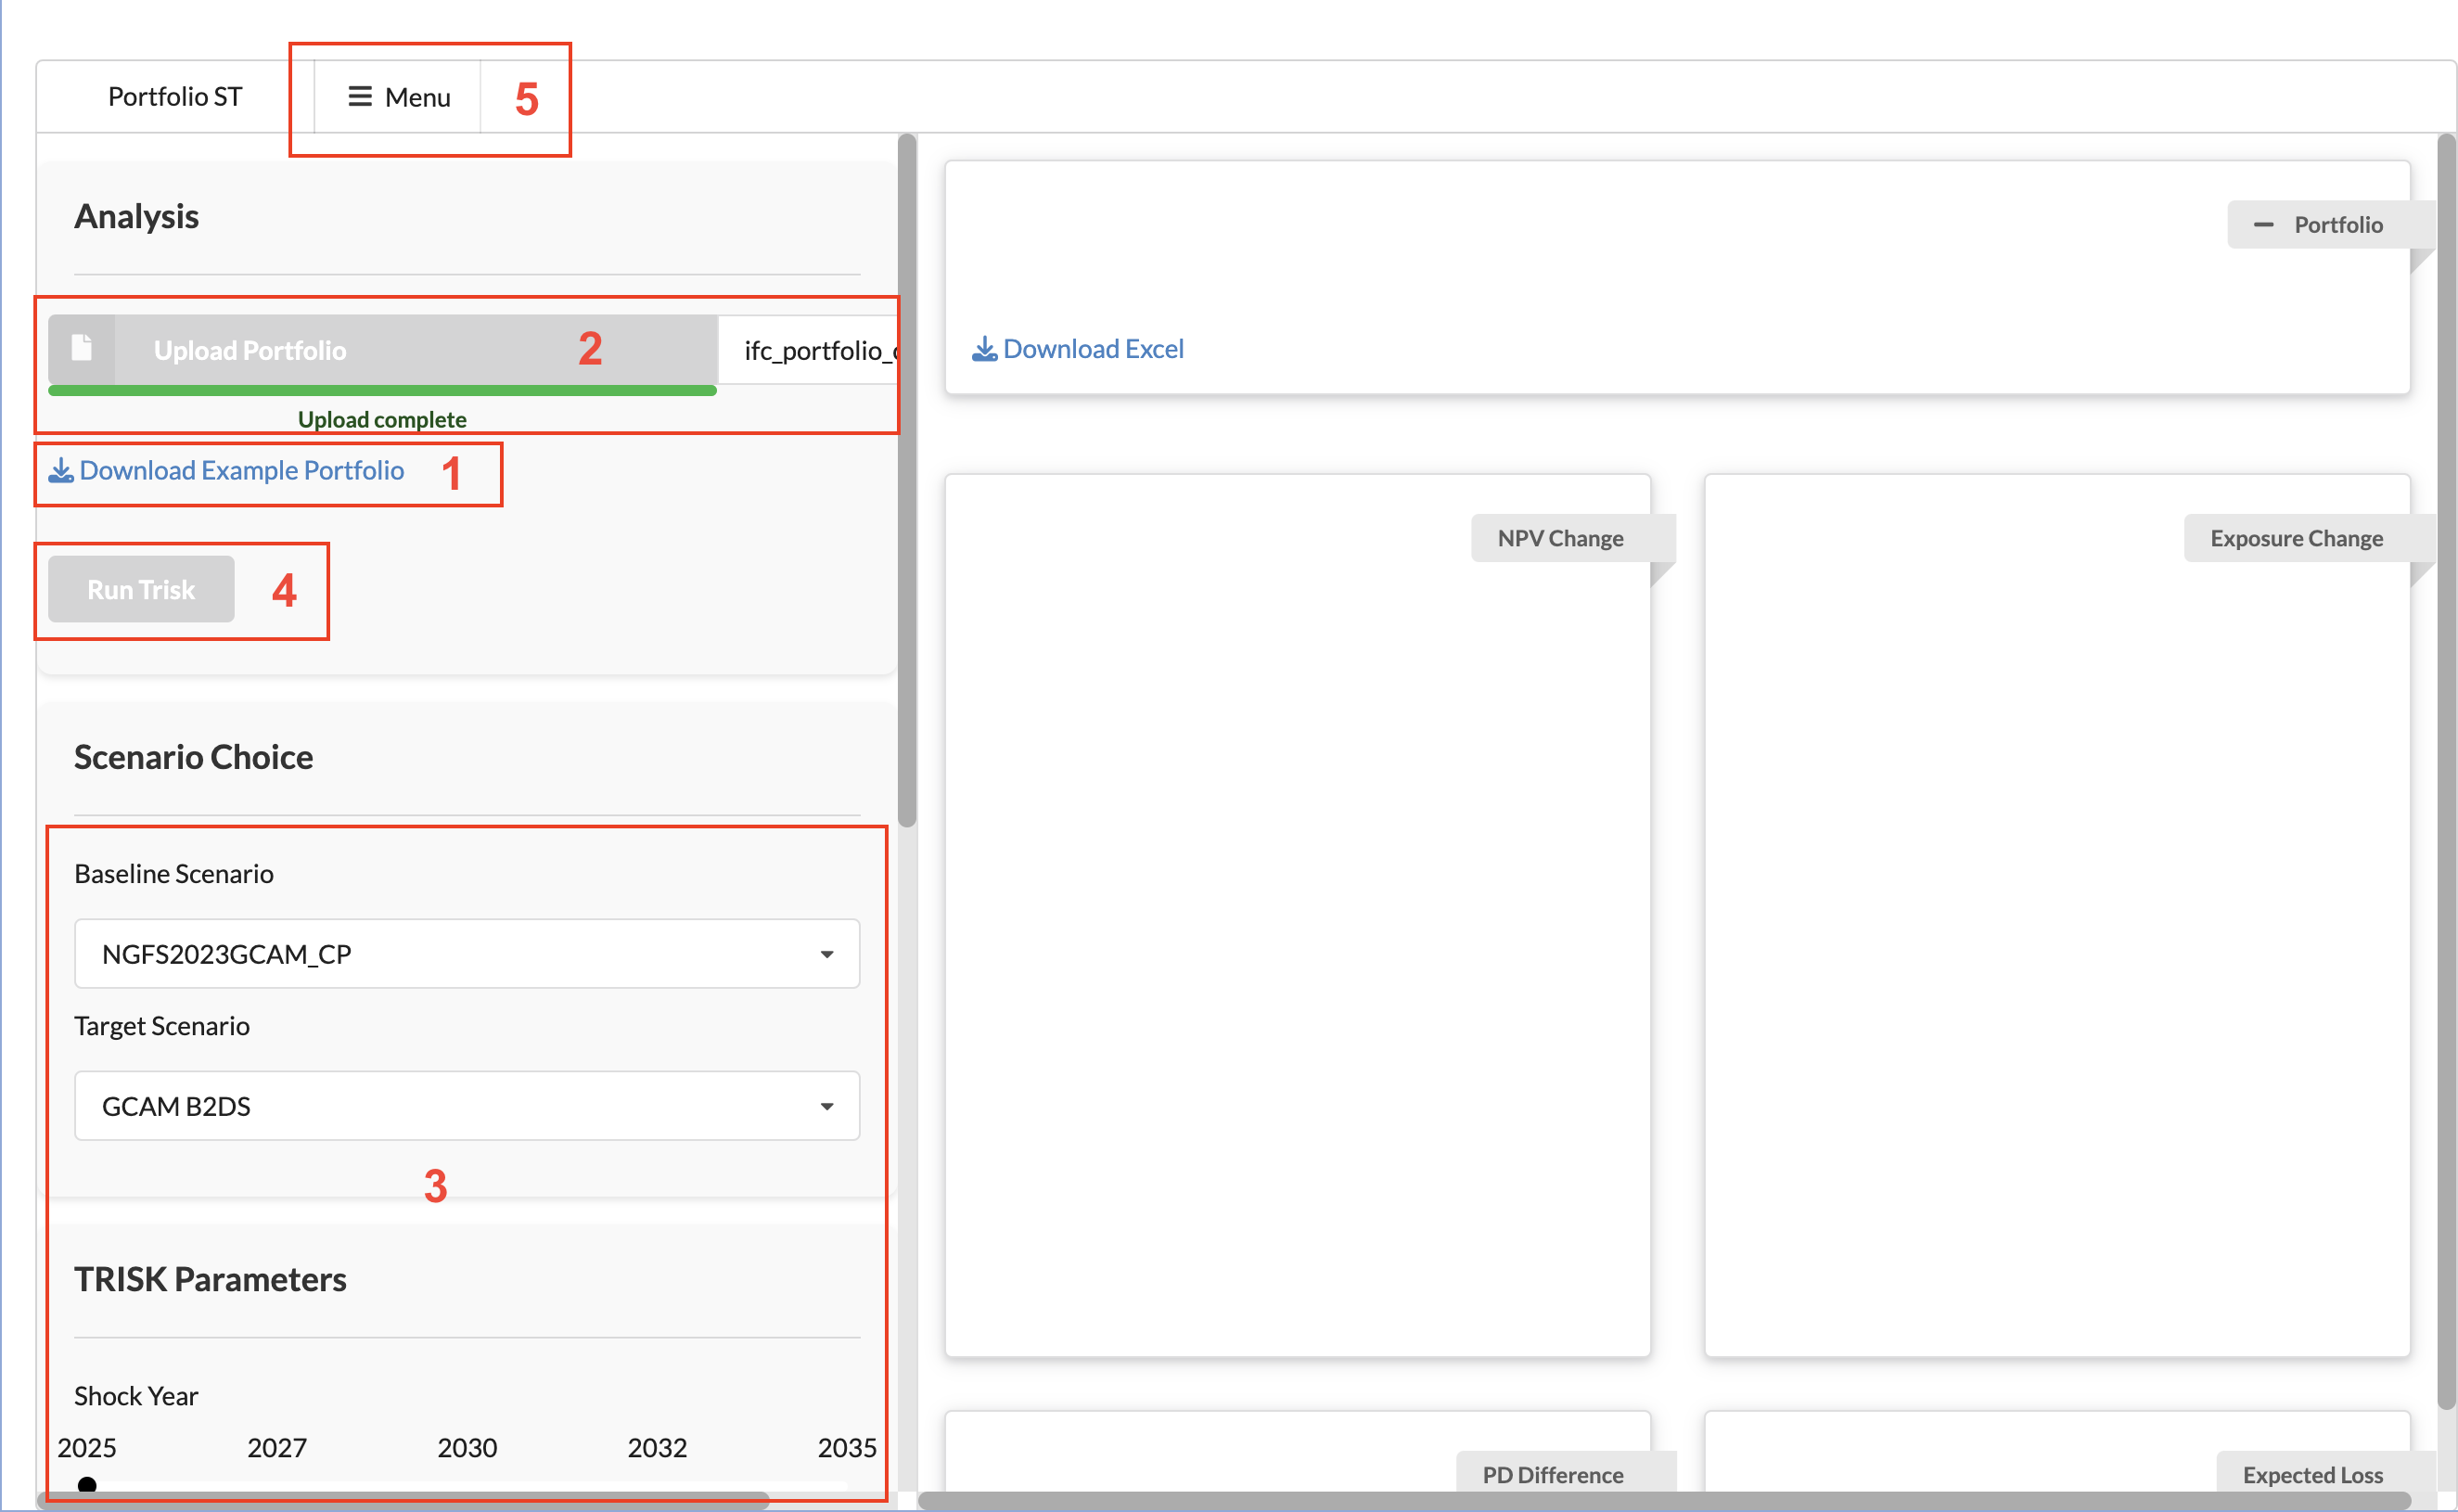 Portfolio ST
Menu
5
Analysis
Upload Portfolio
2
ifc_portfolio_
Upload complete
Download Example Portfolio
1
Run Trisk
4
Scenario Choice
Baseline Scenario
NGFS2023GCAM_CP
Target Scenario
GCAM B2DS
3
TRISK Parameters
Shock Year
2025 2027 2030 2032 2035
Portfolio
Download Excel
NPV Change
Exposure Change
PD Difference
Expected Loss